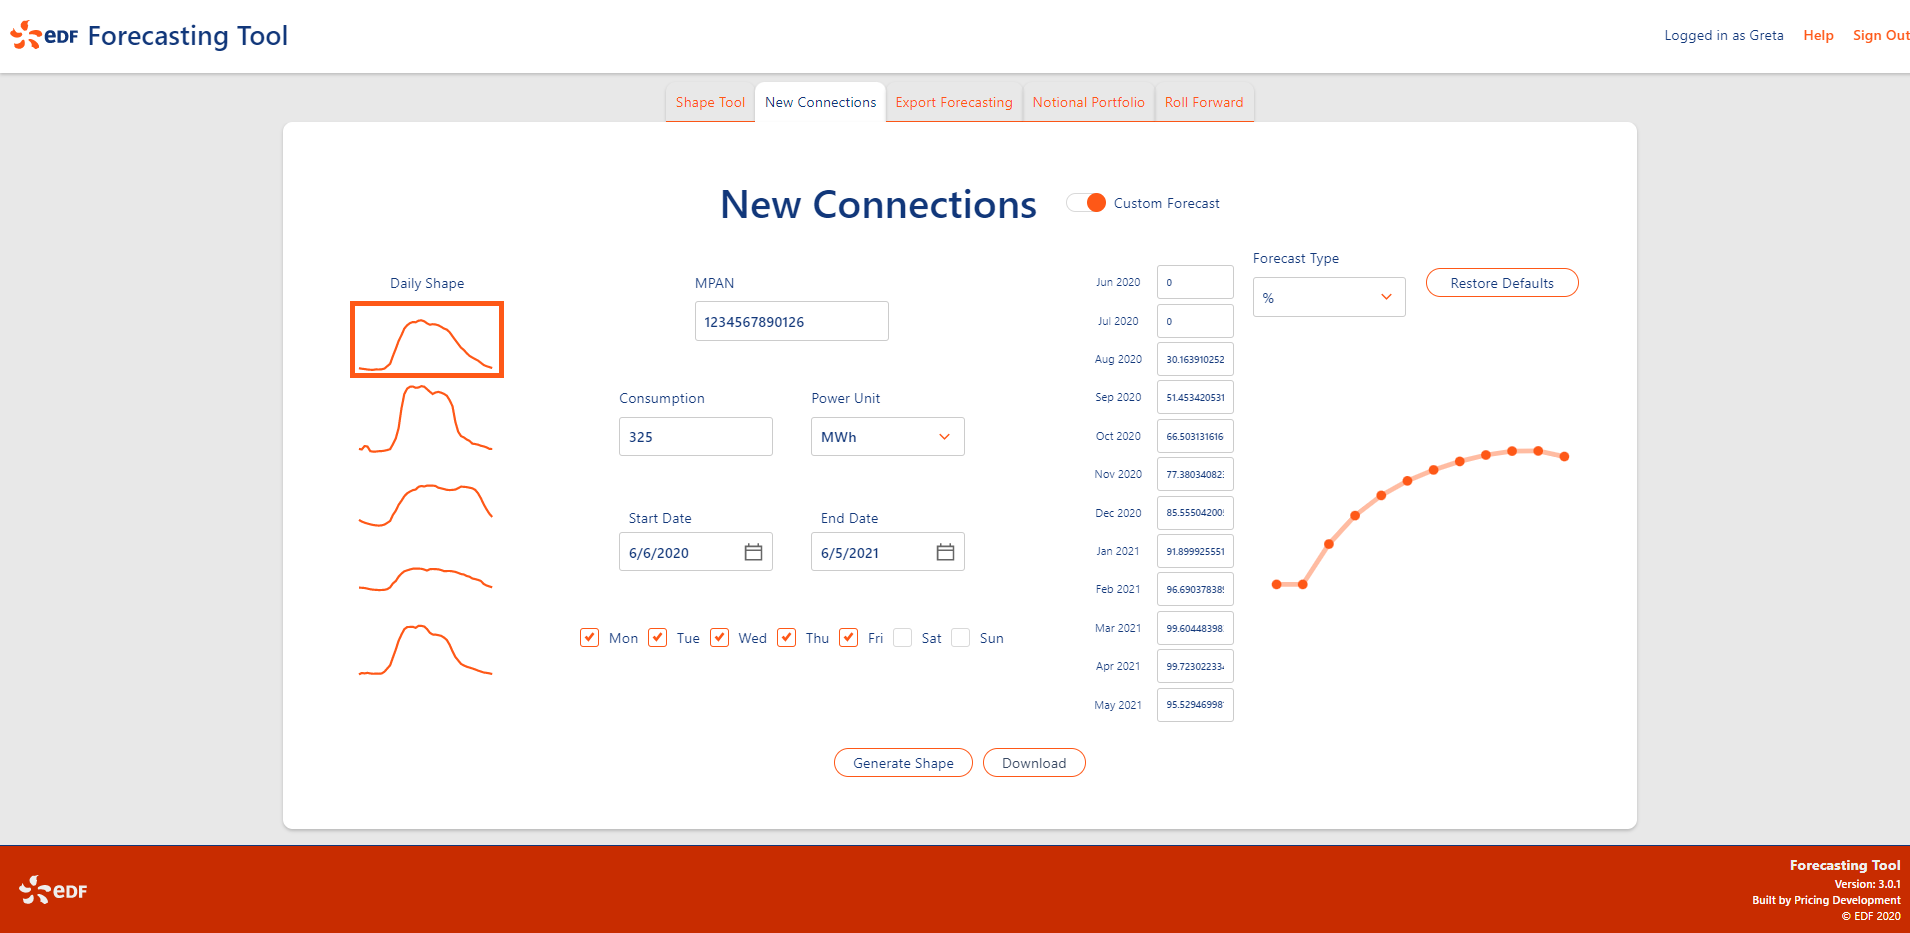 eDF Forecasting Tool
Logged in as Greta
Help
Sign Out
Shape Tool
New Connections
Export Forecasting
Notional Portfolio
Roll Forward
New Connections
Custom Forecast
Daily Shape
MPAN
1234567890126
Consumption
Power Unit
325
MWh
Start Date
End Date
6/6/2020
6/5/2021
Mon
Tue
Wed
Thu
Fri
Sat
Sun
Jun 2020
0
Jul 2020
0
Aug 2020
30.163910252
Sep 2020
51.453420531
Oct 2020
66.503131616
Nov 2020
77.38034082
Dec 2020
85.55504200
Jan 2021
91.899925551
Feb 2021
96.69037838
Mar 2021
99.60448398
Apr 2021
99.72302233
May 2021
95.52946998
Forecast Type
%
Restore Defaults
Generate Shape
Download
eDF
Forecasting Tool
Version: 3.0.1
Built by Pricing Development
© EDF 2020